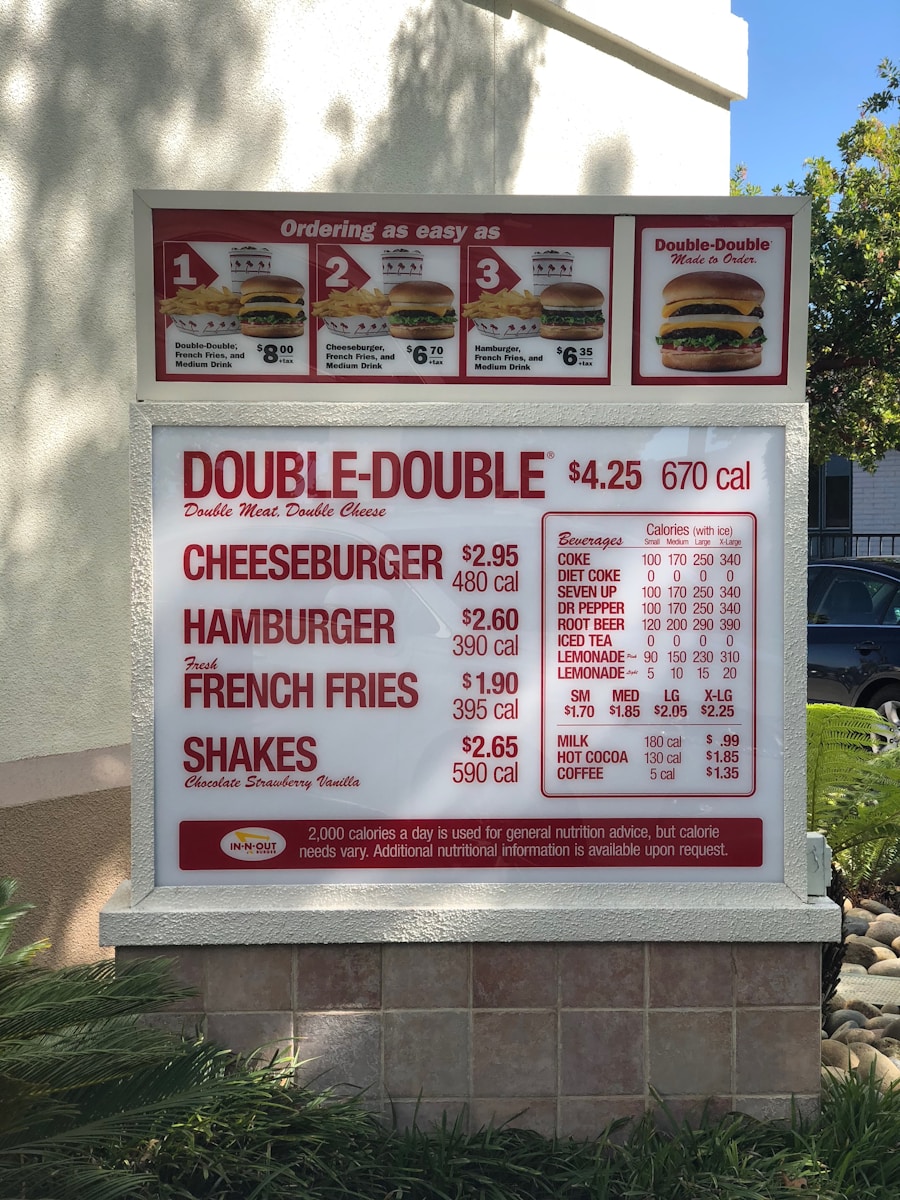 Ordering as easy as
1
Double-Double,
French Fries, and
Medium Drink
$8.00
+tax
2
Cheeseburger,
French Fries, and
Medium Drink
$6.70
+tax
3
Hamburger,
French Fries, and
Medium Drink
$6.35
+tax
Double-Double®
Made to Order.
DOUBLE-DOUBLE® $4.25 670 cal
Double Meat, Double Cheese
CHEESEBURGER $2.95
480 cal
HAMBURGER $2.60
390 cal
Fresh
FRENCH FRIES $1.90
395 cal
SHAKES $2.65
590 cal
Chocolate Strawberry Vanilla
Calories (with ice)
Beverages Small Medium Large X-Large
COKE 100 170 250 340
DIET COKE 0 0 0 0
SEVEN UP 100 170 250 340
DR PEPPER 100 170 250 340
ROOT BEER 120 200 290 390
ICED TEA 0 0 0 0
LEMONADE Pink 90 150 230 310
LEMONADE Light 5 10 15 20
SM MED LG X-LG
$1.70 $1.85 $2.05 $2.25
MILK 180 cal $ .99
HOT COCOA 130 cal $1.85
COFFEE 5 cal $1.35
IN-N-OUT
BURGER
2,000 calories a day is used for general nutrition advice, but calorie
needs vary. Additional nutritional information is available upon request.